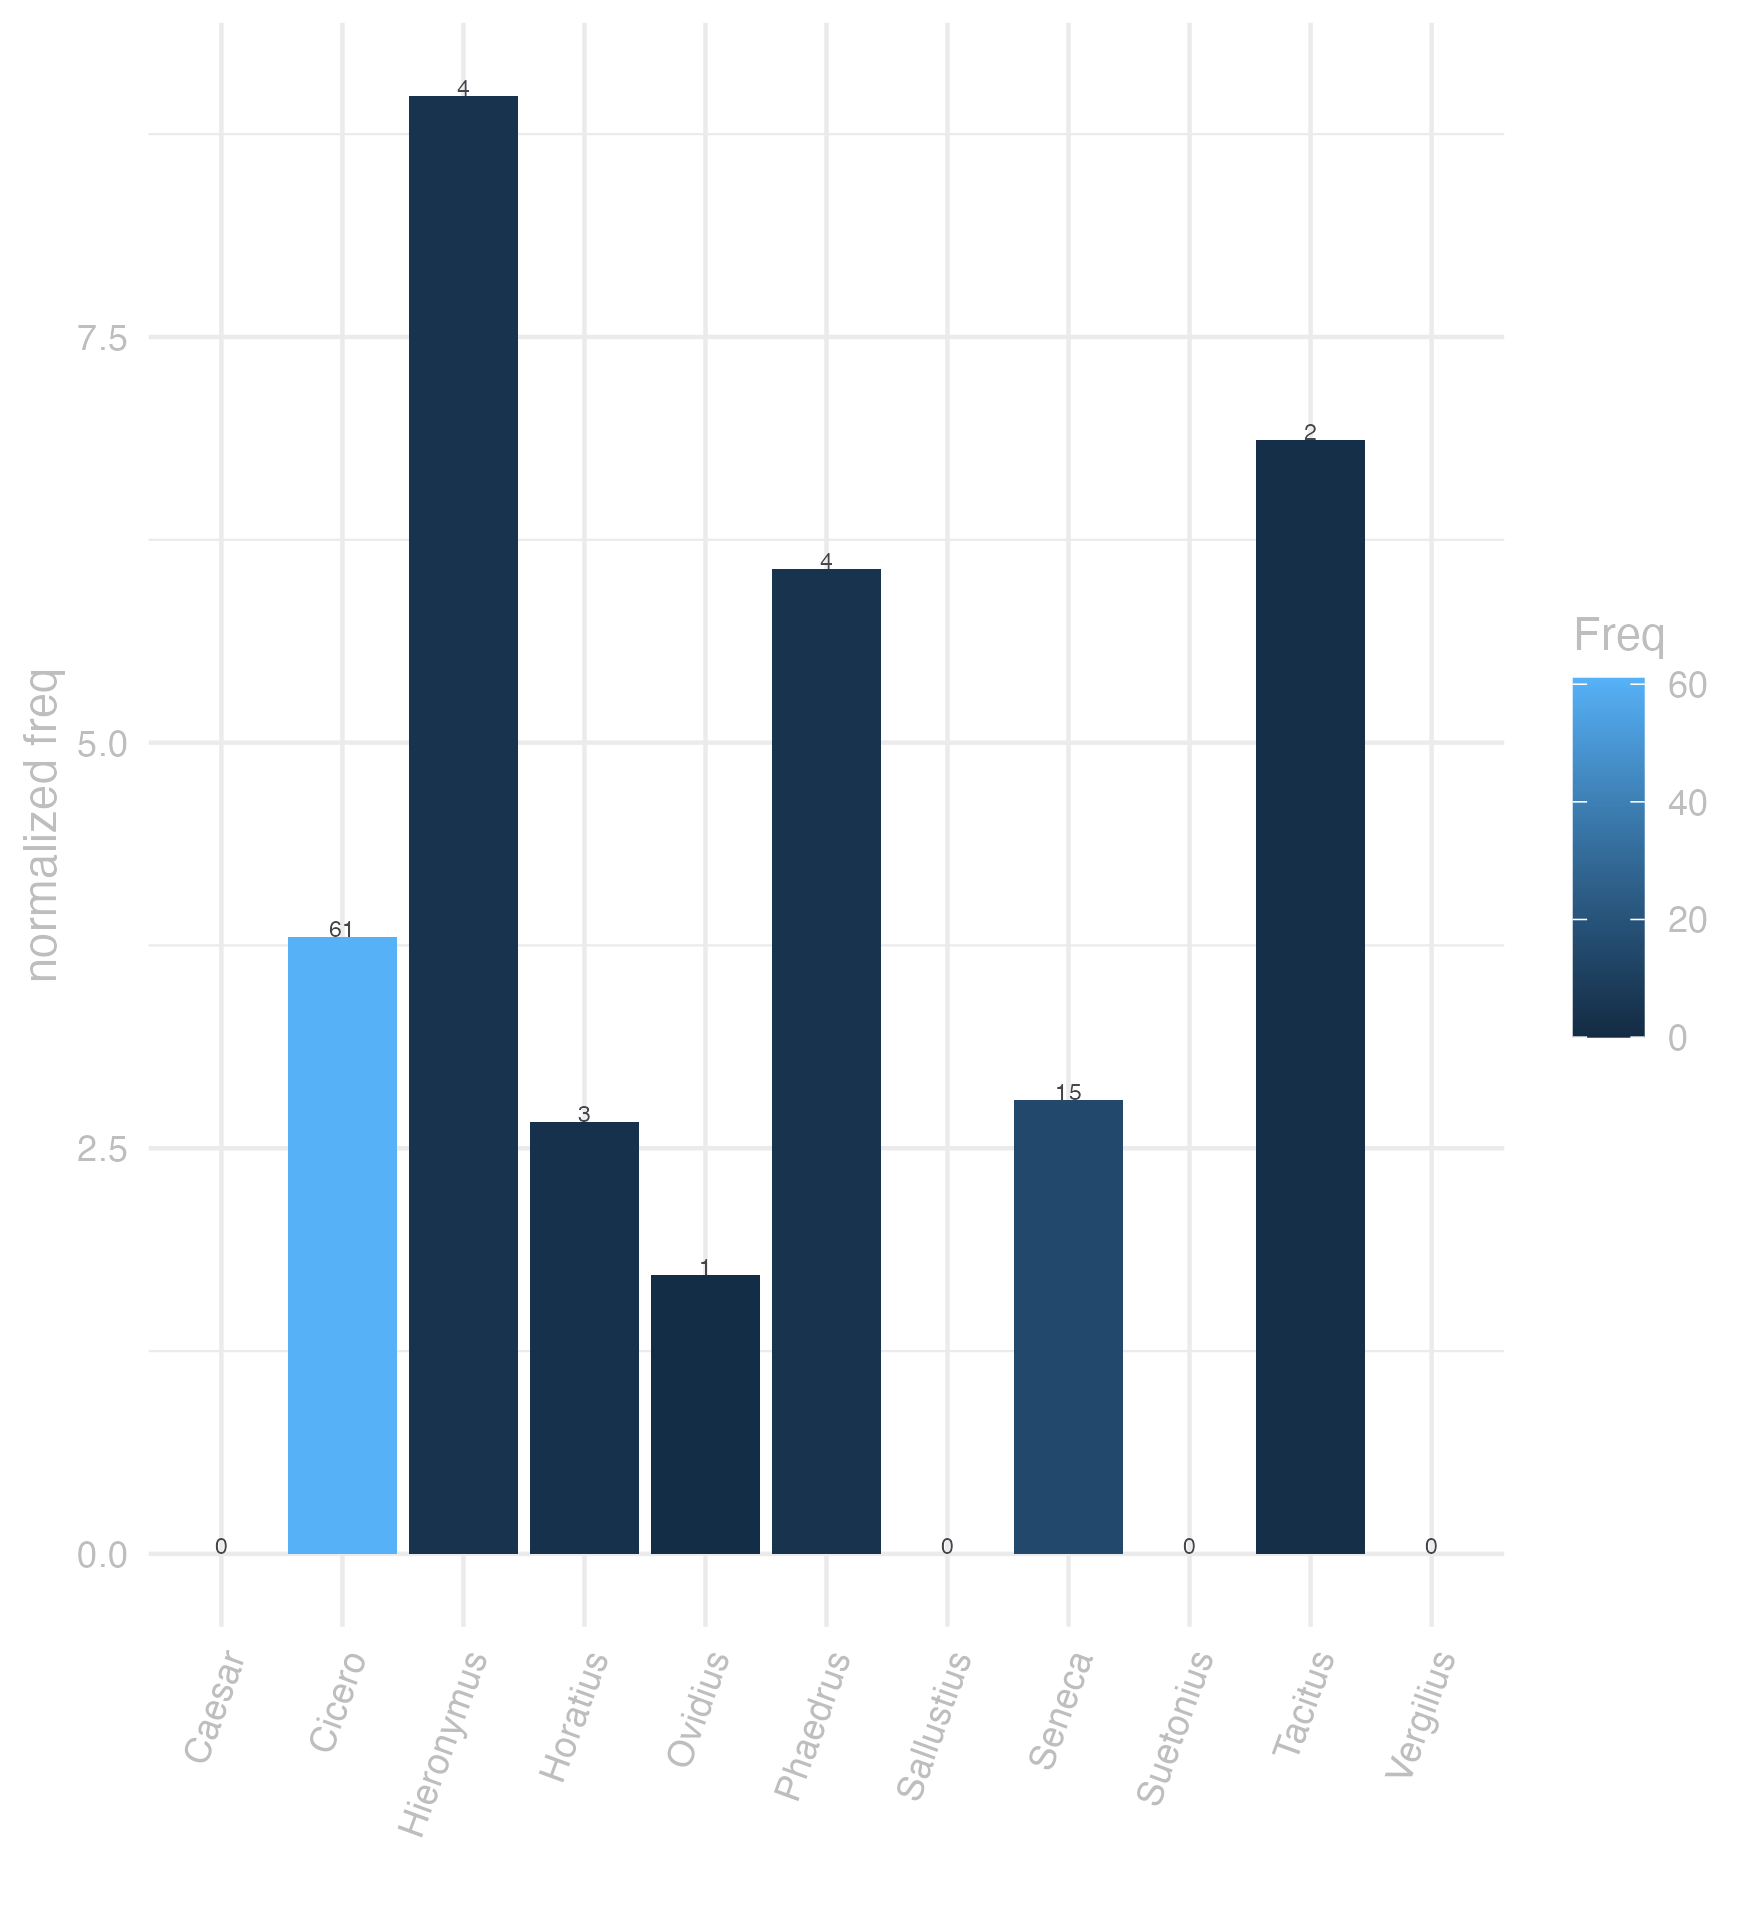 4
7.5
2
4
Freq
60
normalized freq
5.0
40
61
20
0
15
3
2.5
1
0.0
0
0
0
0
Caesar
Cicero
Hieronymus
Horatius
Ovidius
Phaedrus
Sallustius
Seneca
Suetonius
Tacitus
Vergilius